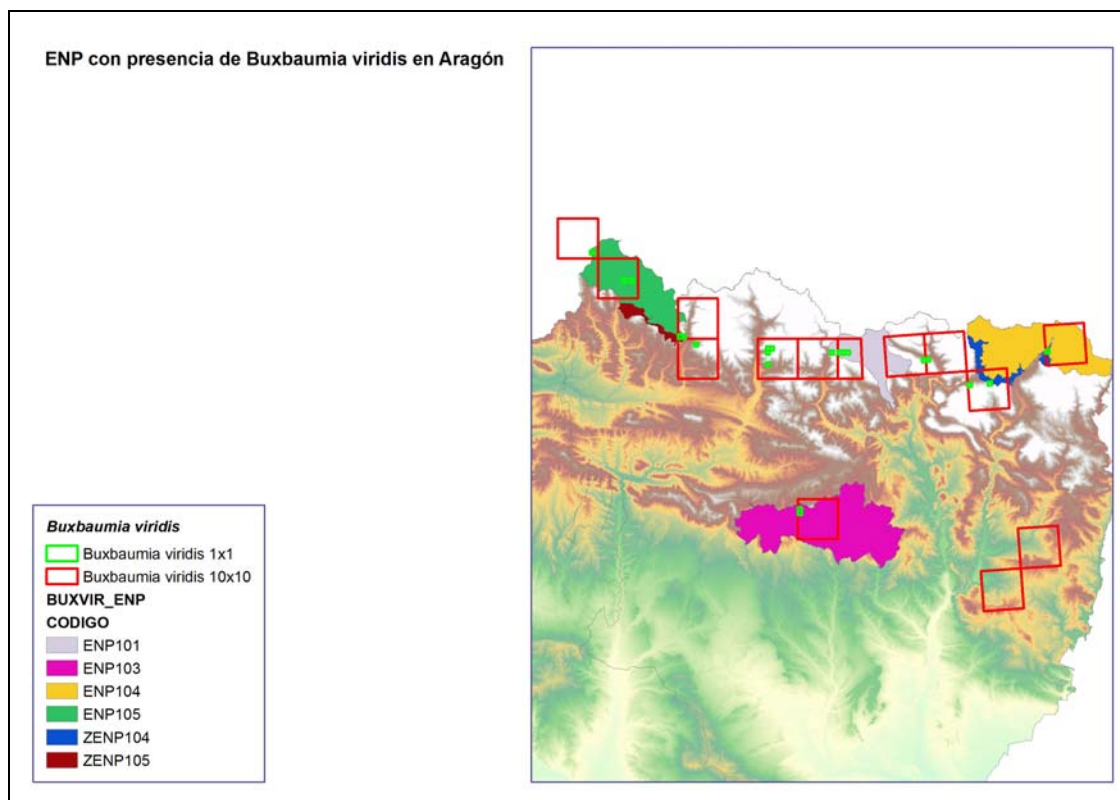 ENP con presencia de Buxbaumia viridis en Aragón
Buxbaumia viridis
Buxbaumia viridis 1x1
Buxbaumia viridis 10x10
BUXVIR_ENP
CODIGO
ENP101
ENP103
ENP104
ENP105
ZENP104
ZENP105